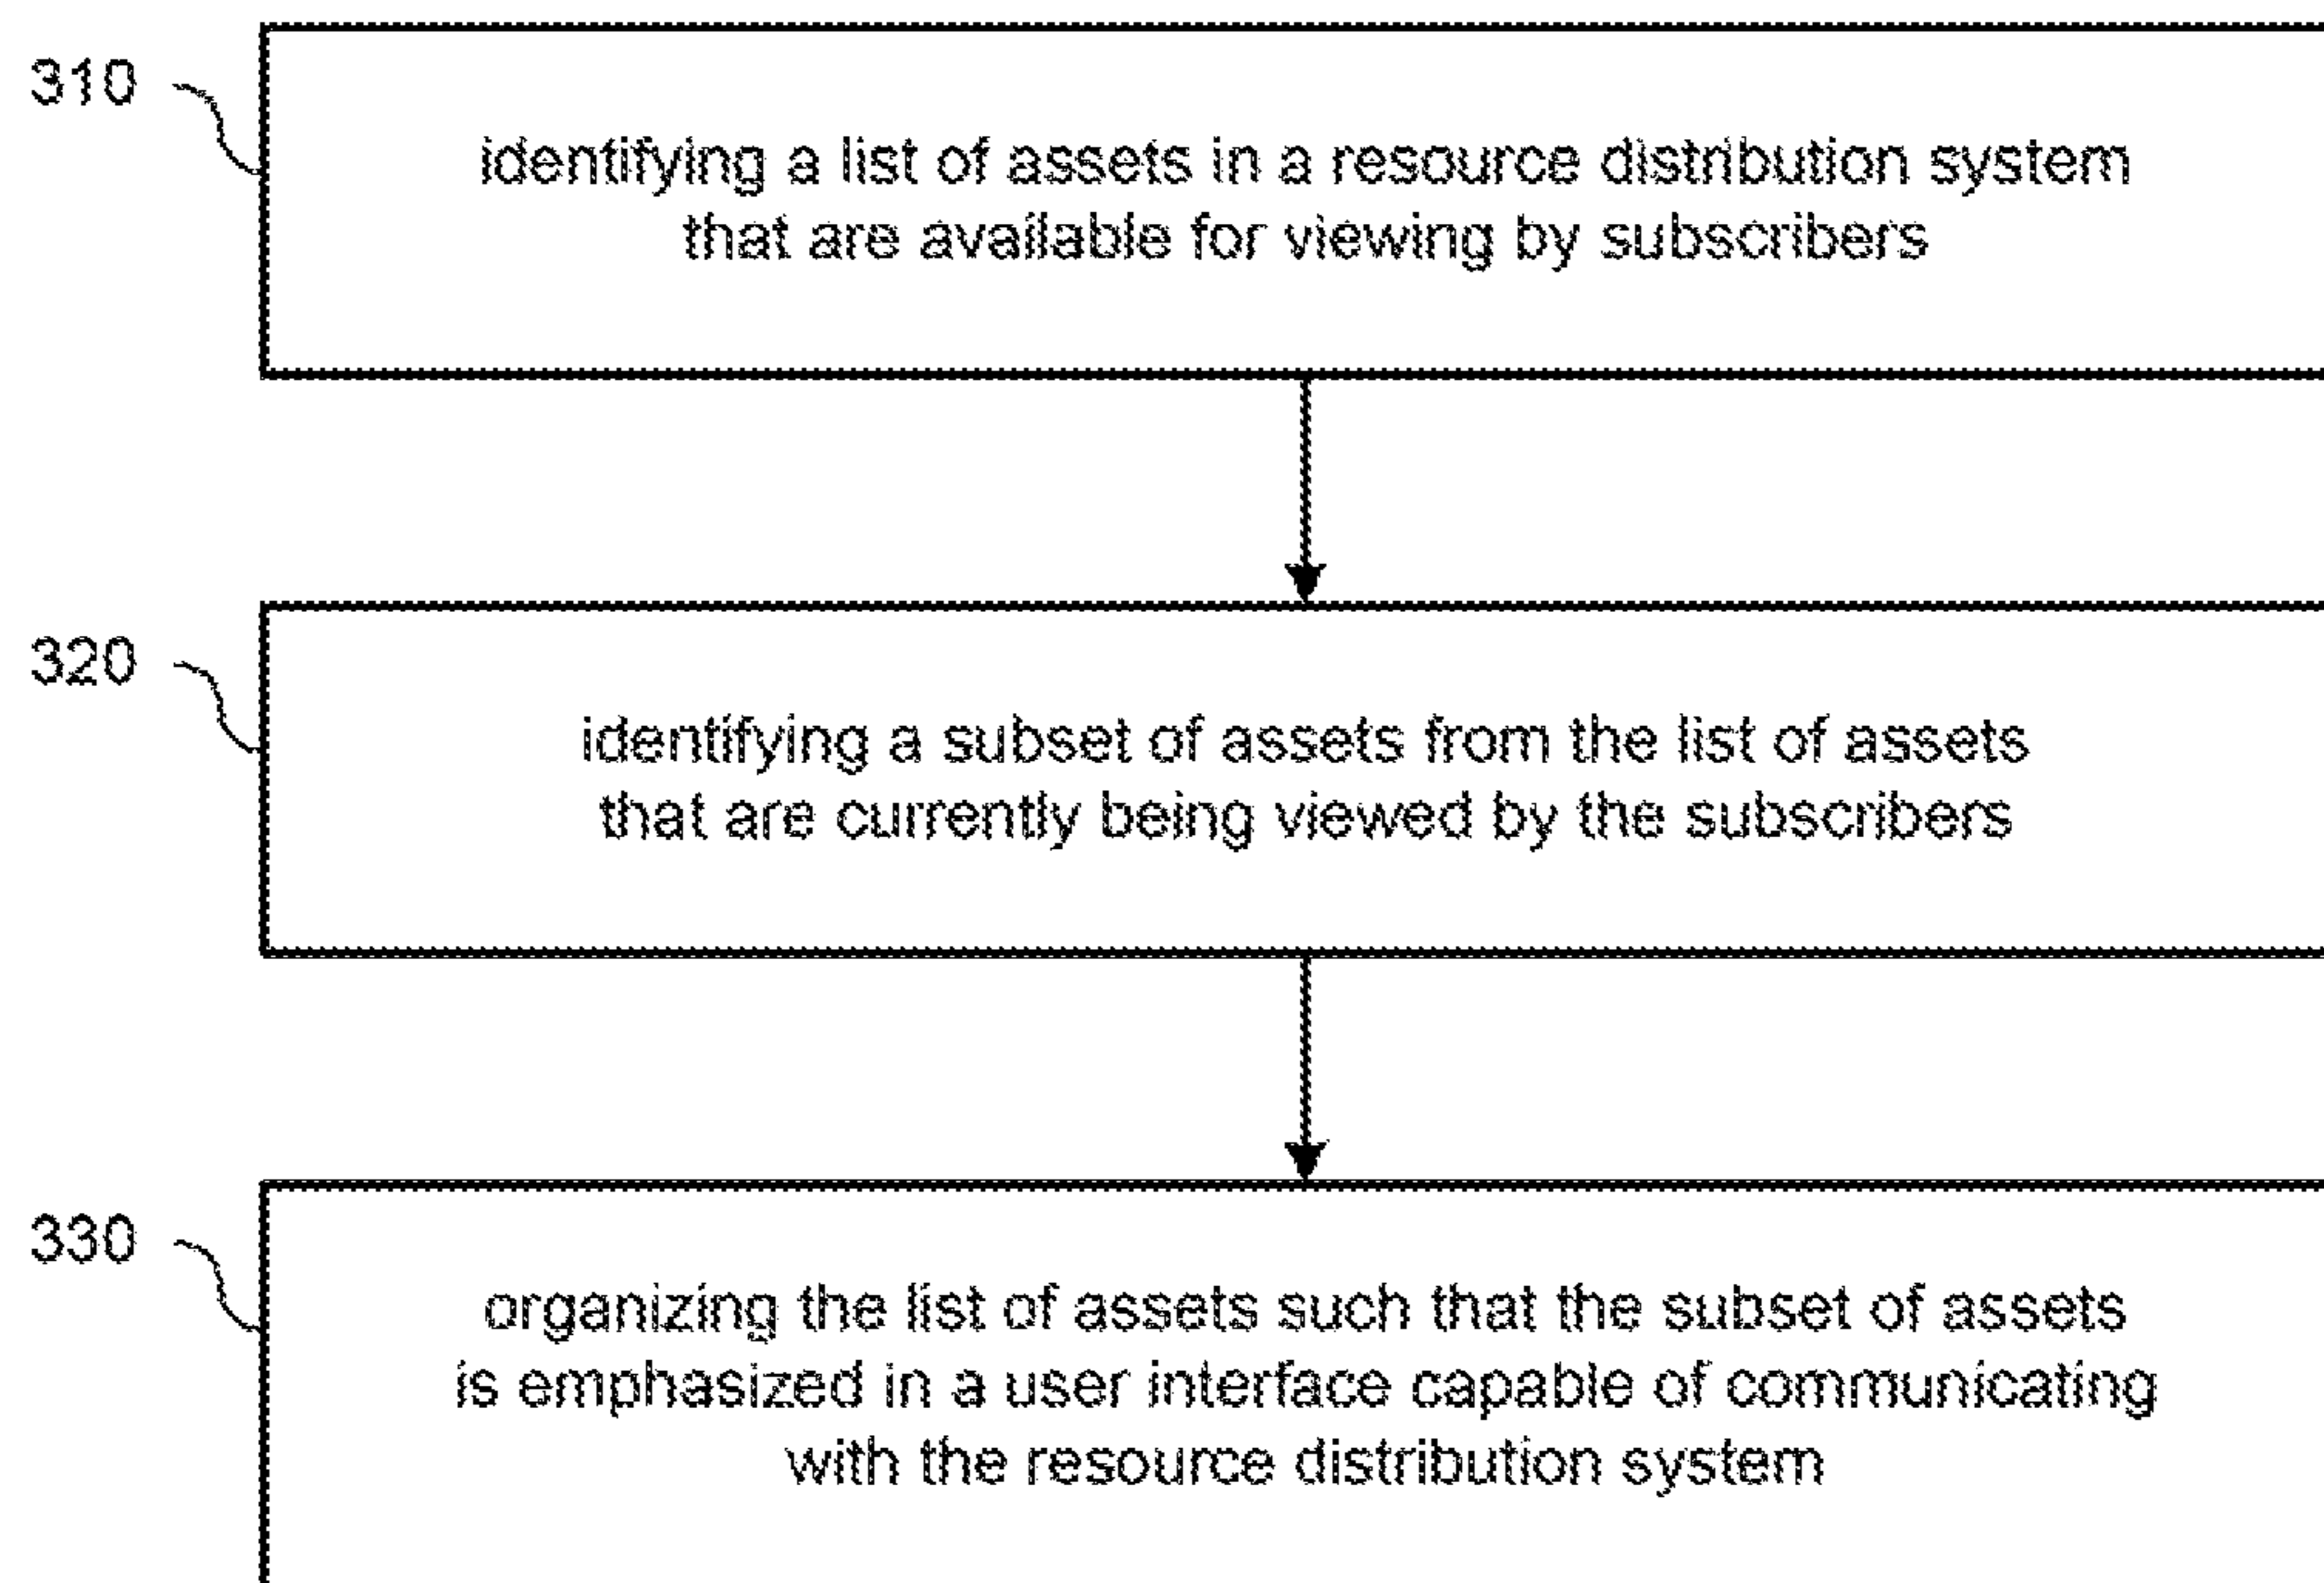 310
identifying a list of assets in a resource distribution system
that are available for viewing by subscribers
320
identifying a subset of assets from the list of assets
that are currently being viewed by the subscribers
330
organizing the list of assets such that the subset of assets
is emphasized in a user interface capable of communicating
with the resource distribution system